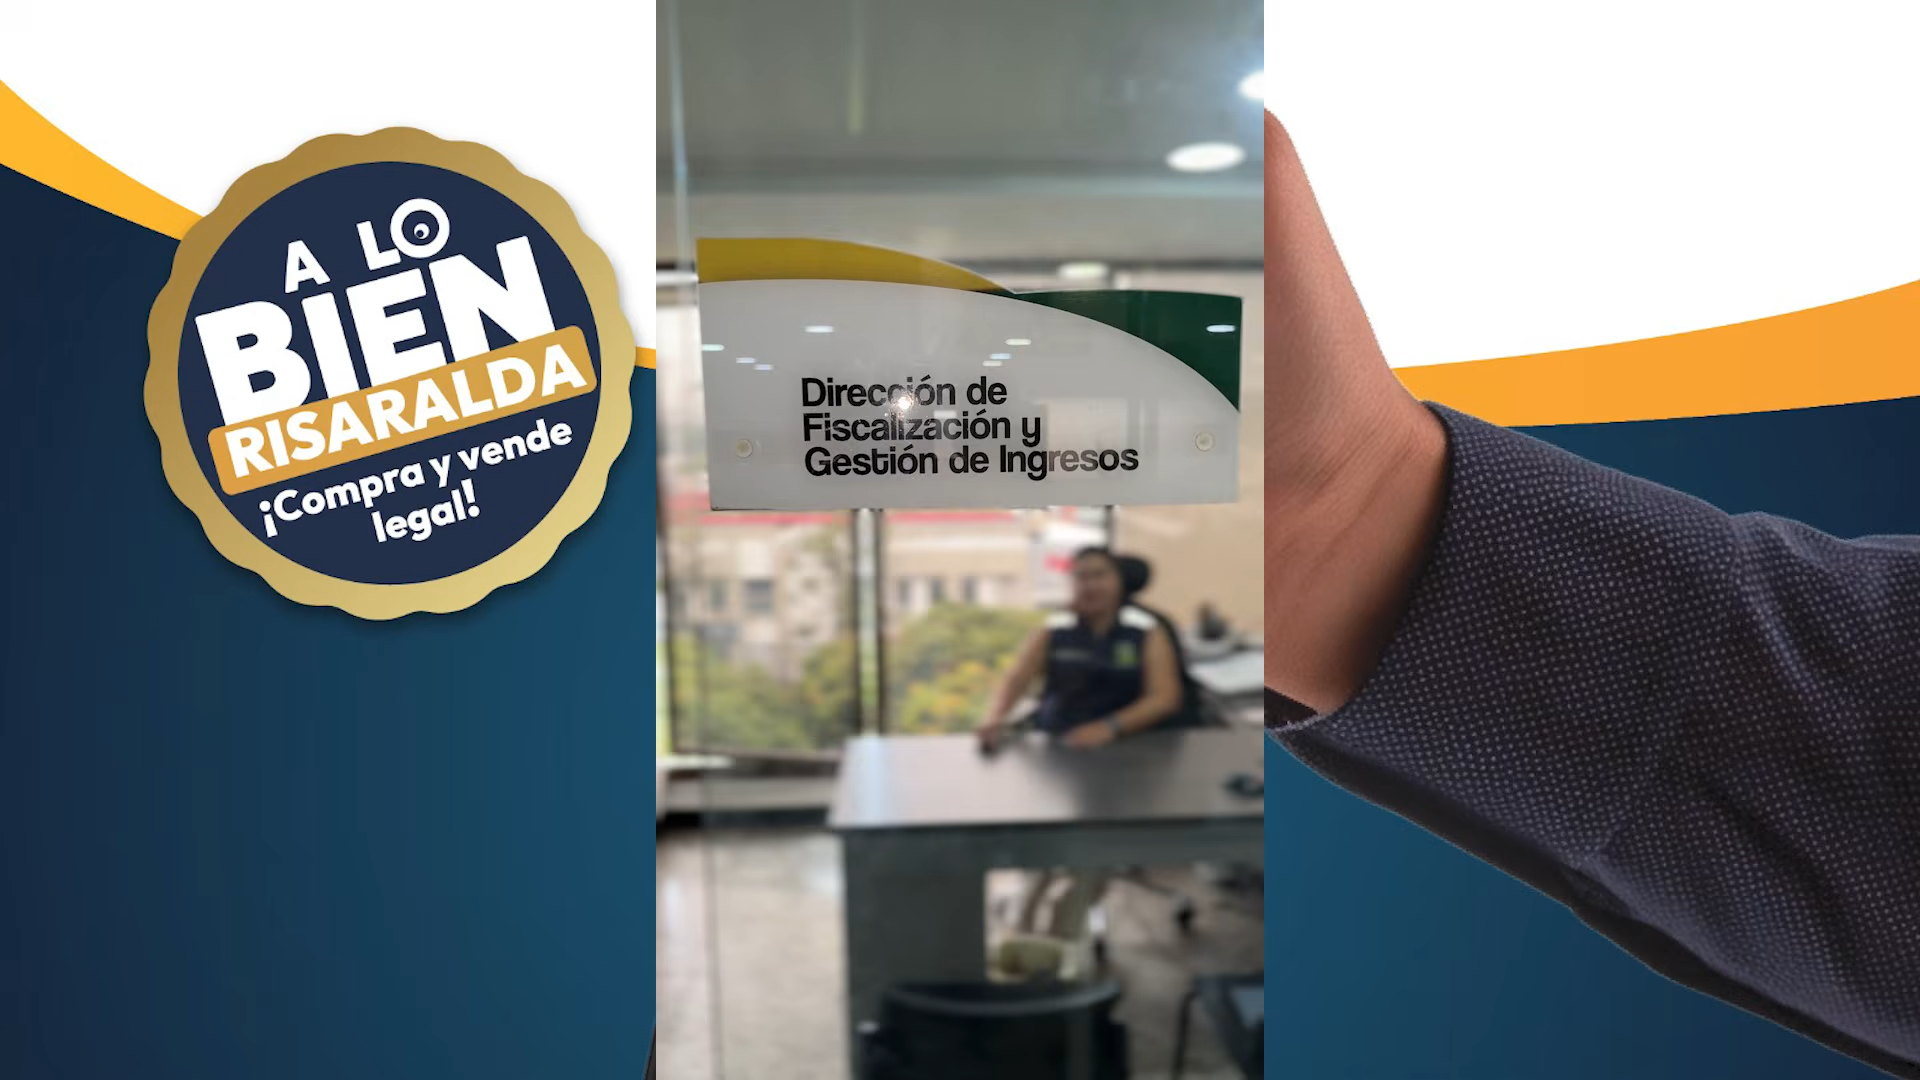 A LO
BIEN
RISARALDA
¡Compra y vende
legal!
Dirección de
Fiscalización y
Gestión de Ingresos